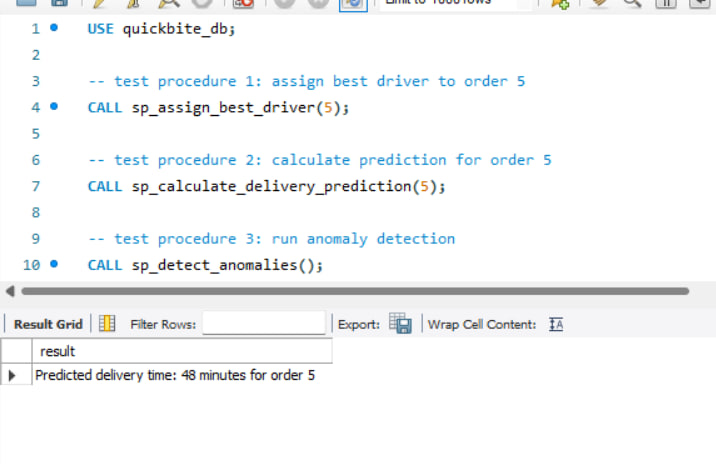 Limit to 1000 rows
1 USE quickbite_db;
2
3 -- test procedure 1: assign best driver to order 5
4 CALL sp_assign_best_driver(5);
5
6 -- test procedure 2: calculate prediction for order 5
7 CALL sp_calculate_delivery_prediction(5);
8
9 -- test procedure 3: run anomaly detection
10 CALL sp_detect_anomalies();
Result Grid Filter Rows: Export: Wrap Cell Content: IA
result
Predicted delivery time: 48 minutes for order 5